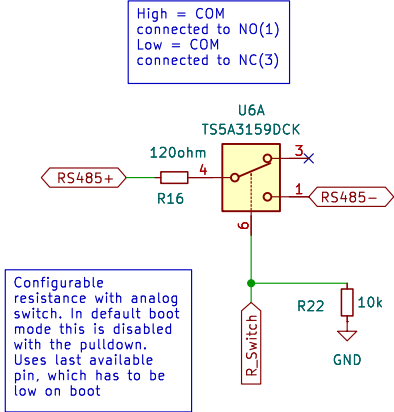 High = COM
connected to NO(1)
Low = COM
connected to NC(3)
U6A
TS5A3159DCK
120ohm
3
4
RS485+
R16
1
RS485-
6
Configurable
resistance with analog
switch. In default boot
mode this is disabled
with the pulldown.
Uses last available
pin, which has to be
low on boot
R_Switch
R22
10k
GND